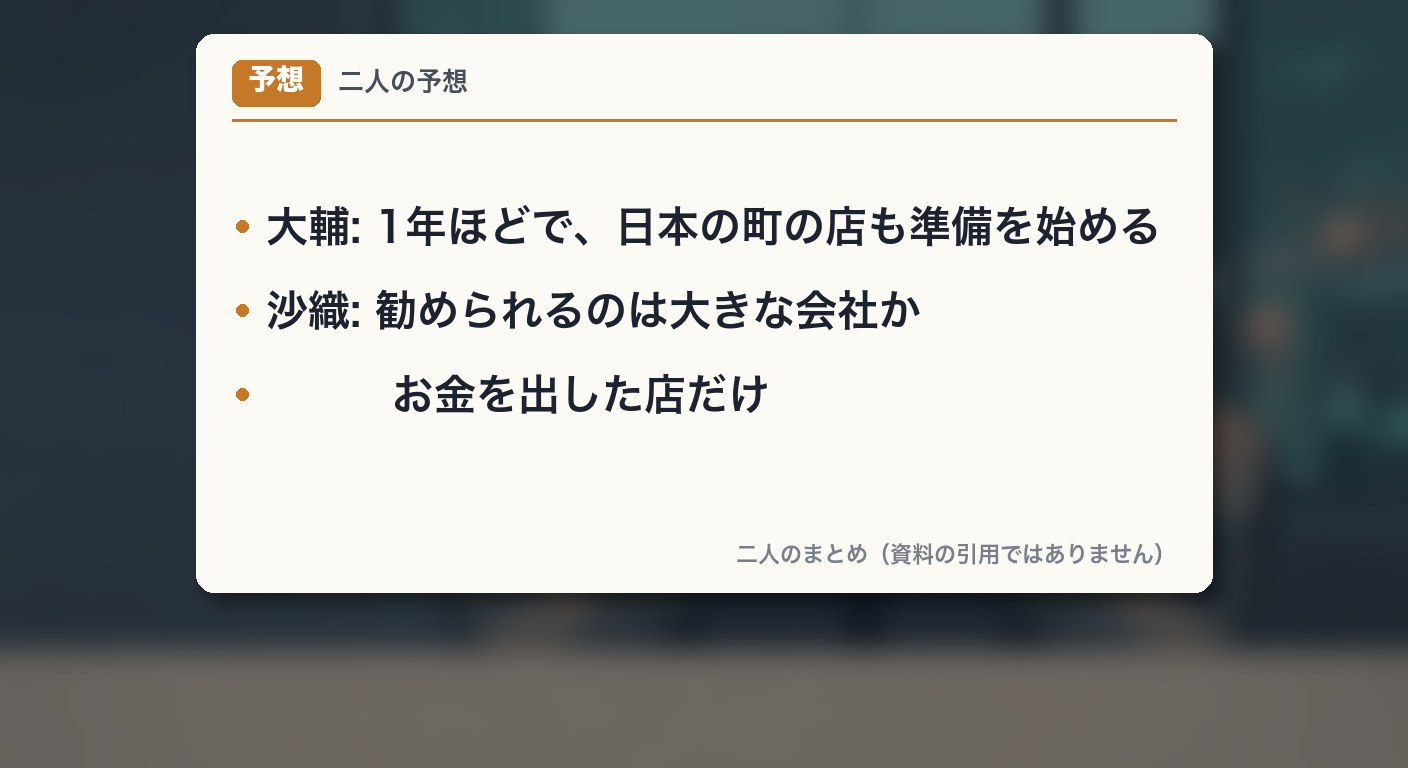 予想 二人の予想
• 大輔: 1年ほどで、日本の町の店も準備を始める
• 沙織: 勧められるのは大きな会社か
• お金を出した店だけ
二人のまとめ（資料の引用ではありません）